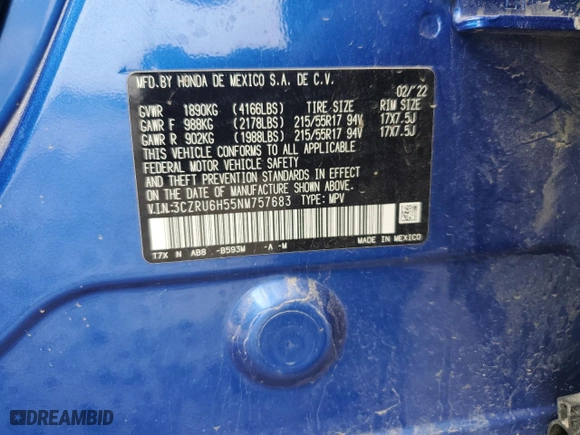 MFD.BY HONDA DE MEXICO S.A. DE C.V.
02/'22
GVWR 1890KG (4166LBS) TIRE SIZE RIM SIZE
GAWR F 988KG (2178LBS) 215/55R17 94V 17X7.5J
GAWR R 902KG (1988LBS) 215/55R17 94V 17X7.5J
THIS VEHICLE CONFORMS TO ALL APPLICABLE
FEDERAL MOTOR VEHICLE SAFETY
AND THEFT PREVENTION STANDARDS IN EFFECT
ON THE DATE OF MANUFACTURE SHOWN ABOVE.
V.I.N.:3CZRU6H55NM757683 TYPE: MPV
T7X N AB8 -B593M -A -M
MADE IN MEXICO
DREAMBID